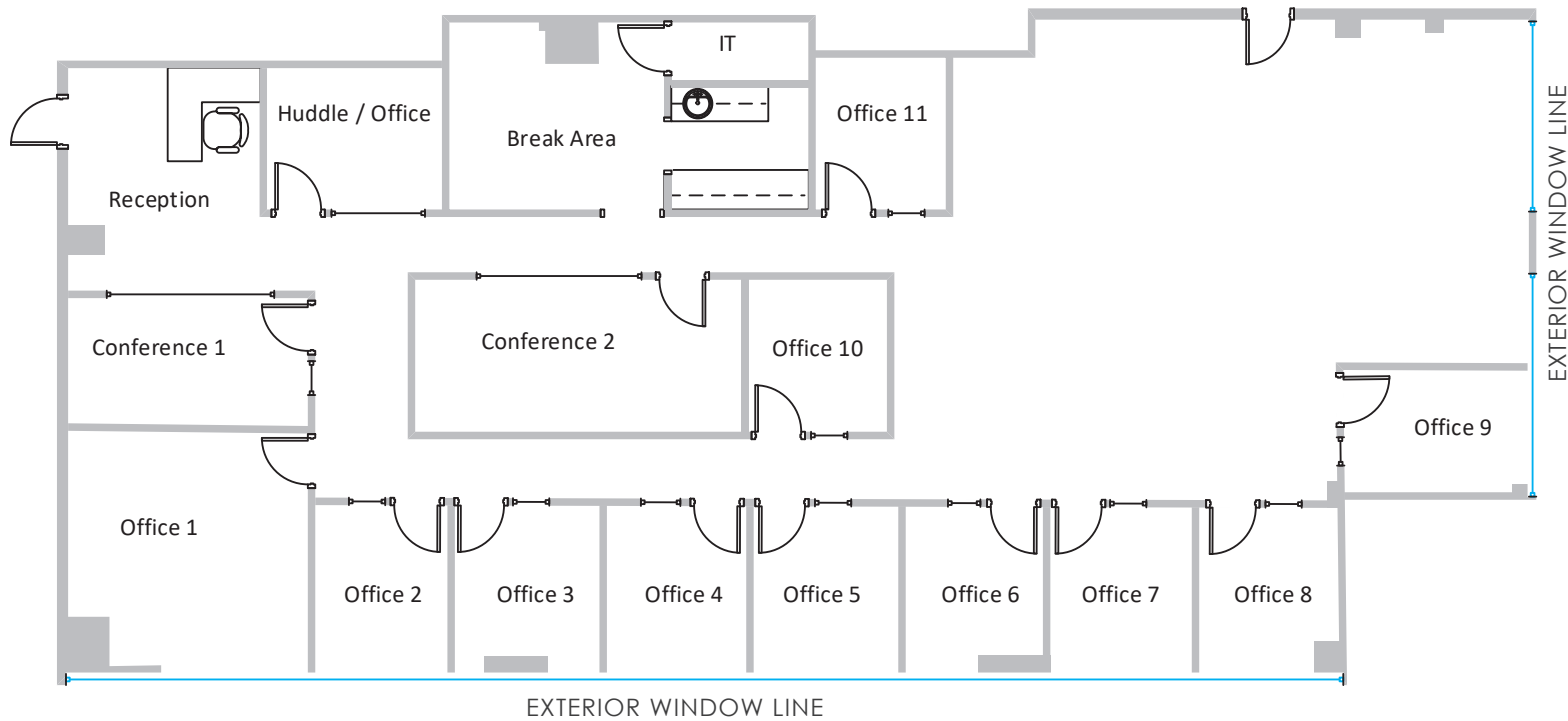 IT
Huddle / Office
Office 11
Break Area
Reception
EXTERIOR WINDOW LINE
Conference 1
Conference 2
Office 10
Office 9
Office 1
Office 2
Office 3
Office 4
Office 5
Office 6
Office 7
Office 8
EXTERIOR WINDOW LINE